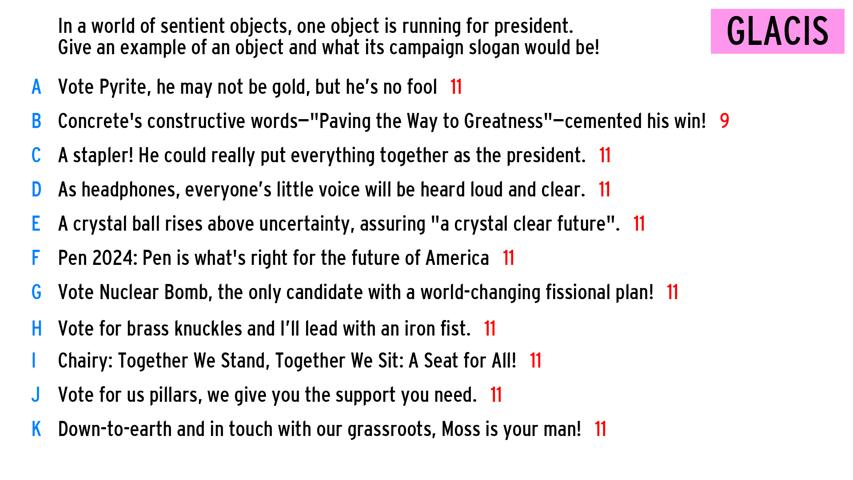 In a world of sentient objects, one object is running for president.
Give an example of an object and what its campaign slogan would be!
GLACIS
A Vote Pyrite, he may not be gold, but he's no fool 11
B Concrete's constructive words—"Paving the Way to Greatness"—cemented his win! 9
C A stapler! He could really put everything together as the president. 11
D As headphones, everyone's little voice will be heard loud and clear. 11
E A crystal ball rises above uncertainty, assuring "a crystal clear future". 11
F Pen 2024: Pen is what's right for the future of America 11
G Vote Nuclear Bomb, the only candidate with a world-changing fissional plan! 11
H Vote for brass knuckles and I'll lead with an iron fist. 11
I Chairy: Together We Stand, Together We Sit: A Seat for All! 11
J Vote for us pillars, we give you the support you need. 11
K Down-to-earth and in touch with our grassroots, Moss is your man! 11